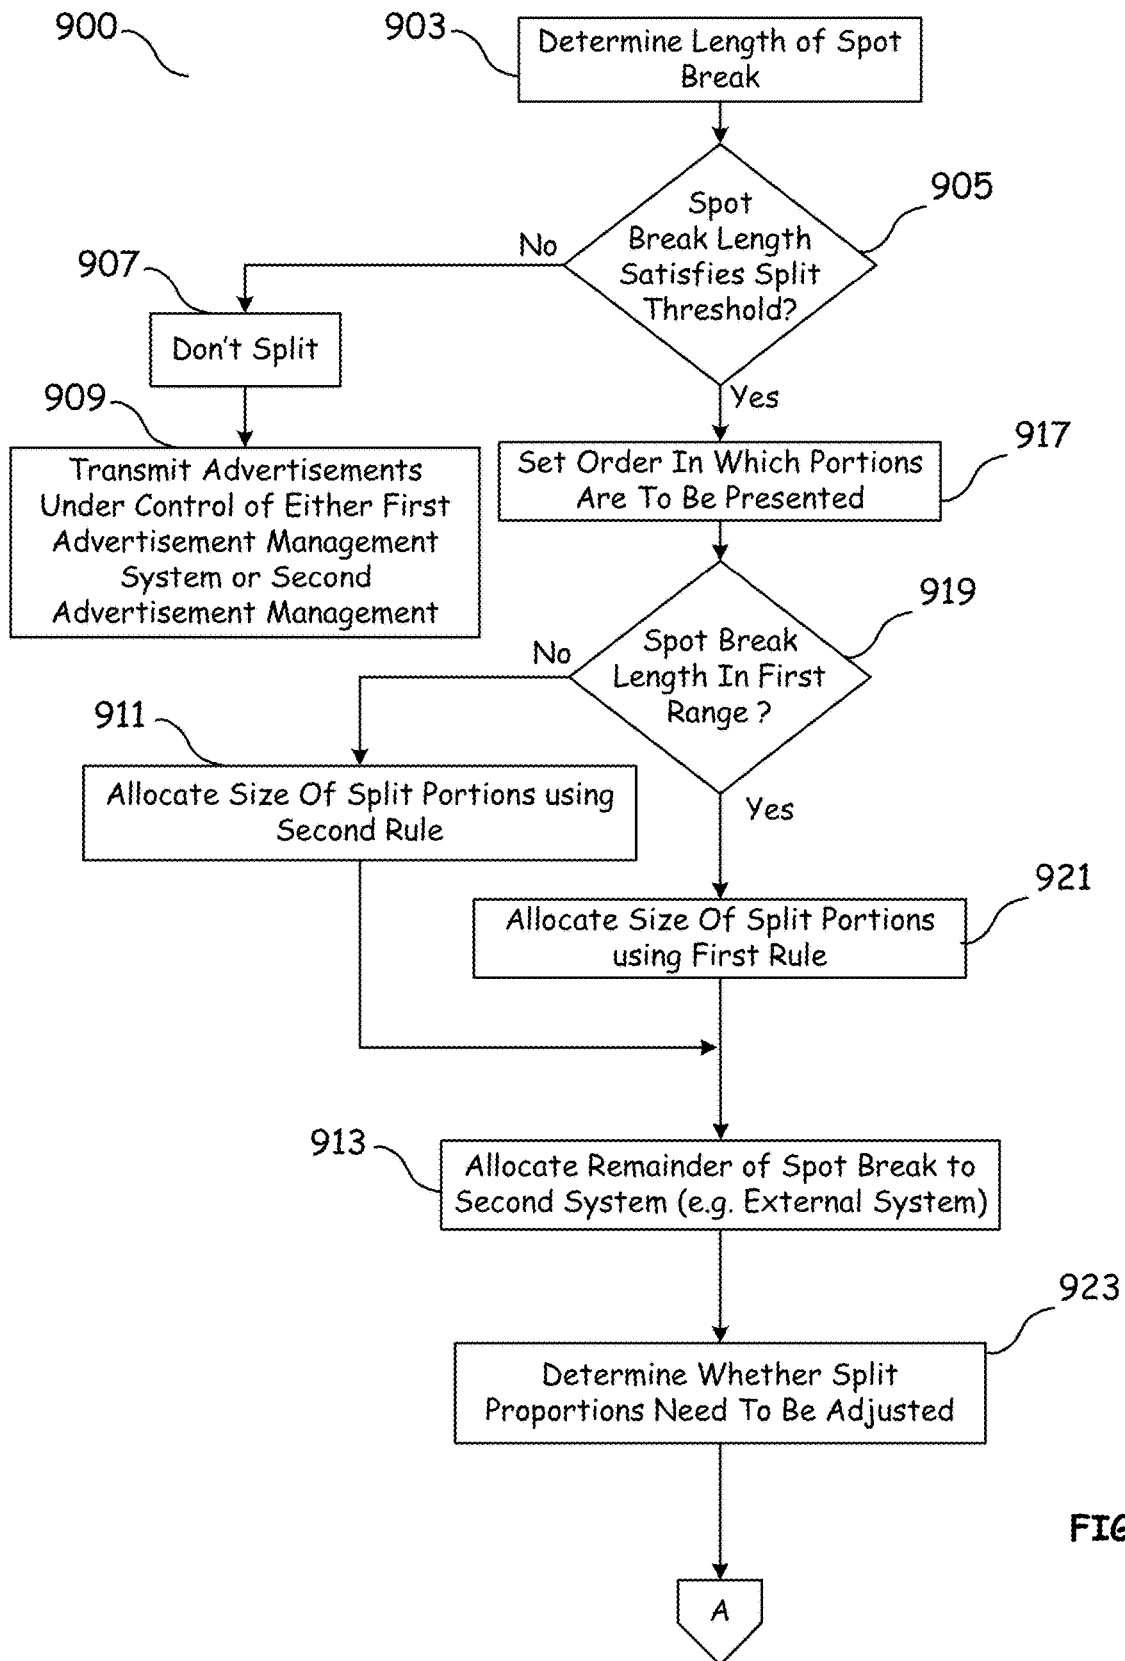 900
903
Determine Length of Spot
Break
905
Spot
Break Length
Satisfies Split
Threshold?
No
907
Don't Split
Yes
909
Transmit Advertisements
Under Control of Either First
Advertisement Management
System or Second
Advertisement Management
917
Set Order In Which Portions
Are To Be Presented
919
Spot Break
Length In First
Range ?
No
911
Allocate Size Of Split Portions using
Second Rule
Yes
921
Allocate Size Of Split Portions
using First Rule
913
Allocate Remainder of Spot Break to
Second System (e.g. External System)
923
Determine Whether Split
Proportions Need To Be Adjusted
A